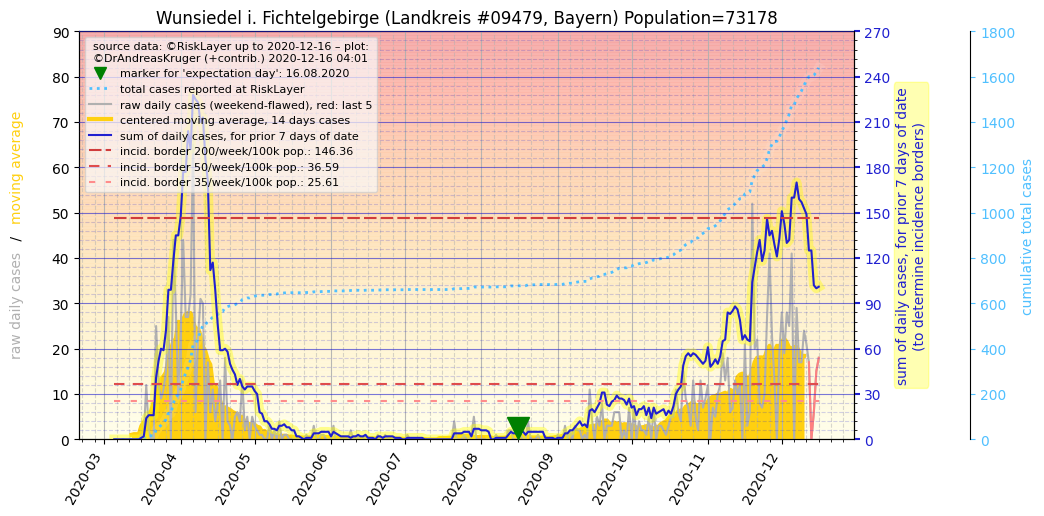 Wunsiedel i. Fichtelgebirge (Landkreis #09479, Bayern) Population=73178
source data: ©RiskLayer up to 2020-12-16 – plot:
©DrAndreasKruger (+contrib.) 2020-12-16 04:01
marker for 'expectation day': 16.08.2020
total cases reported at RiskLayer
raw daily cases (weekend-flawed), red: last 5
centered moving average, 14 days cases
sum of daily cases, for prior 7 days of date
incid. border 200/week/100k pop.: 146.36
incid. border 50/week/100k pop.: 36.59
incid. border 35/week/100k pop.: 25.61
raw daily cases / moving average
90
80
70
60
50
40
30
20
10
0
270
240
210
180
150
120
90
60
30
0
sum of daily cases, for prior 7 days of date
(to determine incidence borders)
1800
1600
1400
1200
1000
800
600
400
200
0
cumulative total cases
2020-03
2020-04
2020-05
2020-06
2020-07
2020-08
2020-09
2020-10
2020-11
2020-12